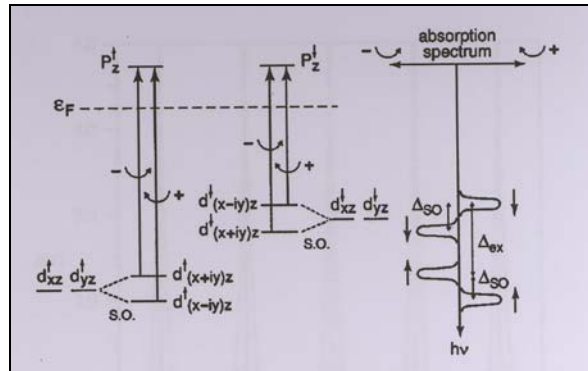 P↑z
P↓z
absorption
spectrum
- +
εF
- +
- +
d↑xz d↑yz
s.o.
d↑(x+iy)z
d↑(x-iy)z
d↓(x-iy)z
d↓(x+iy)z
s.o.
d↓xz d↓yz
ΔSO
Δex
ΔSO
hν